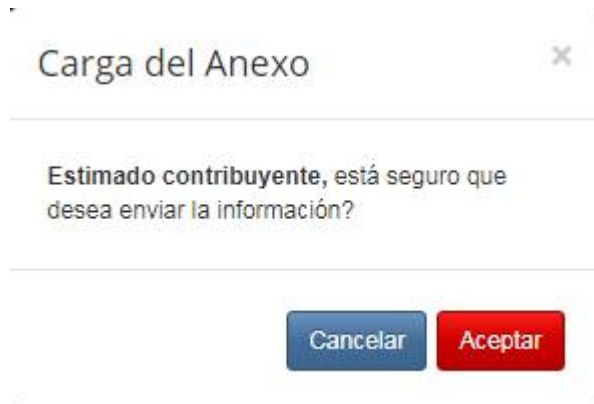 Carga del Anexo ×
Estimado contribuyente, está seguro que
desea enviar la información?
Cancelar Aceptar